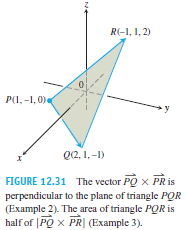 z
R(−1, 1, 2)
0
P(1, −1, 0)
y
x
Q(2, 1, −1)
FIGURE 12.31 The vector PQ⃗ × PR⃗ is
perpendicular to the plane of triangle PQR
(Example 2). The area of triangle PQR is
half of |PQ⃗ × PR⃗| (Example 3).